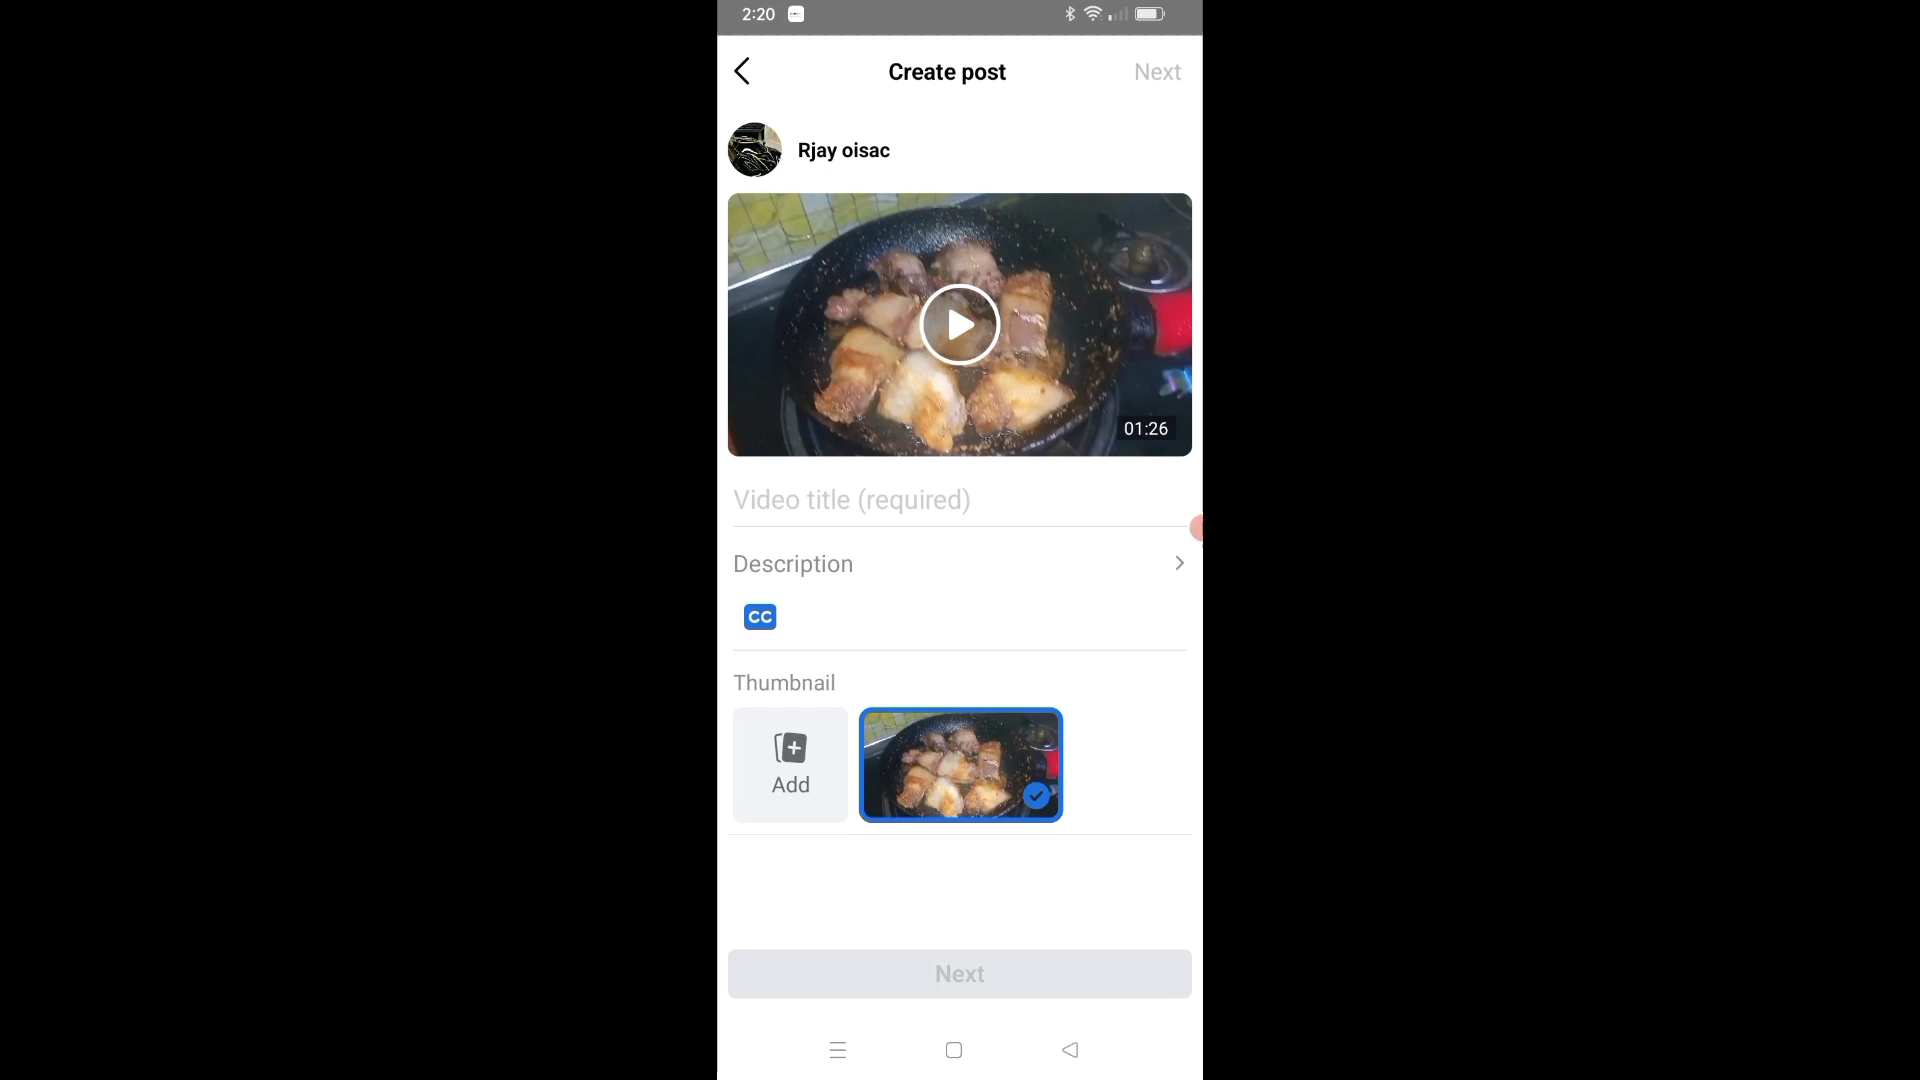 2:20
Create post
Next
Rjay oisac
01:26
Video title (required)
Description
CC
Thumbnail
Add
Next